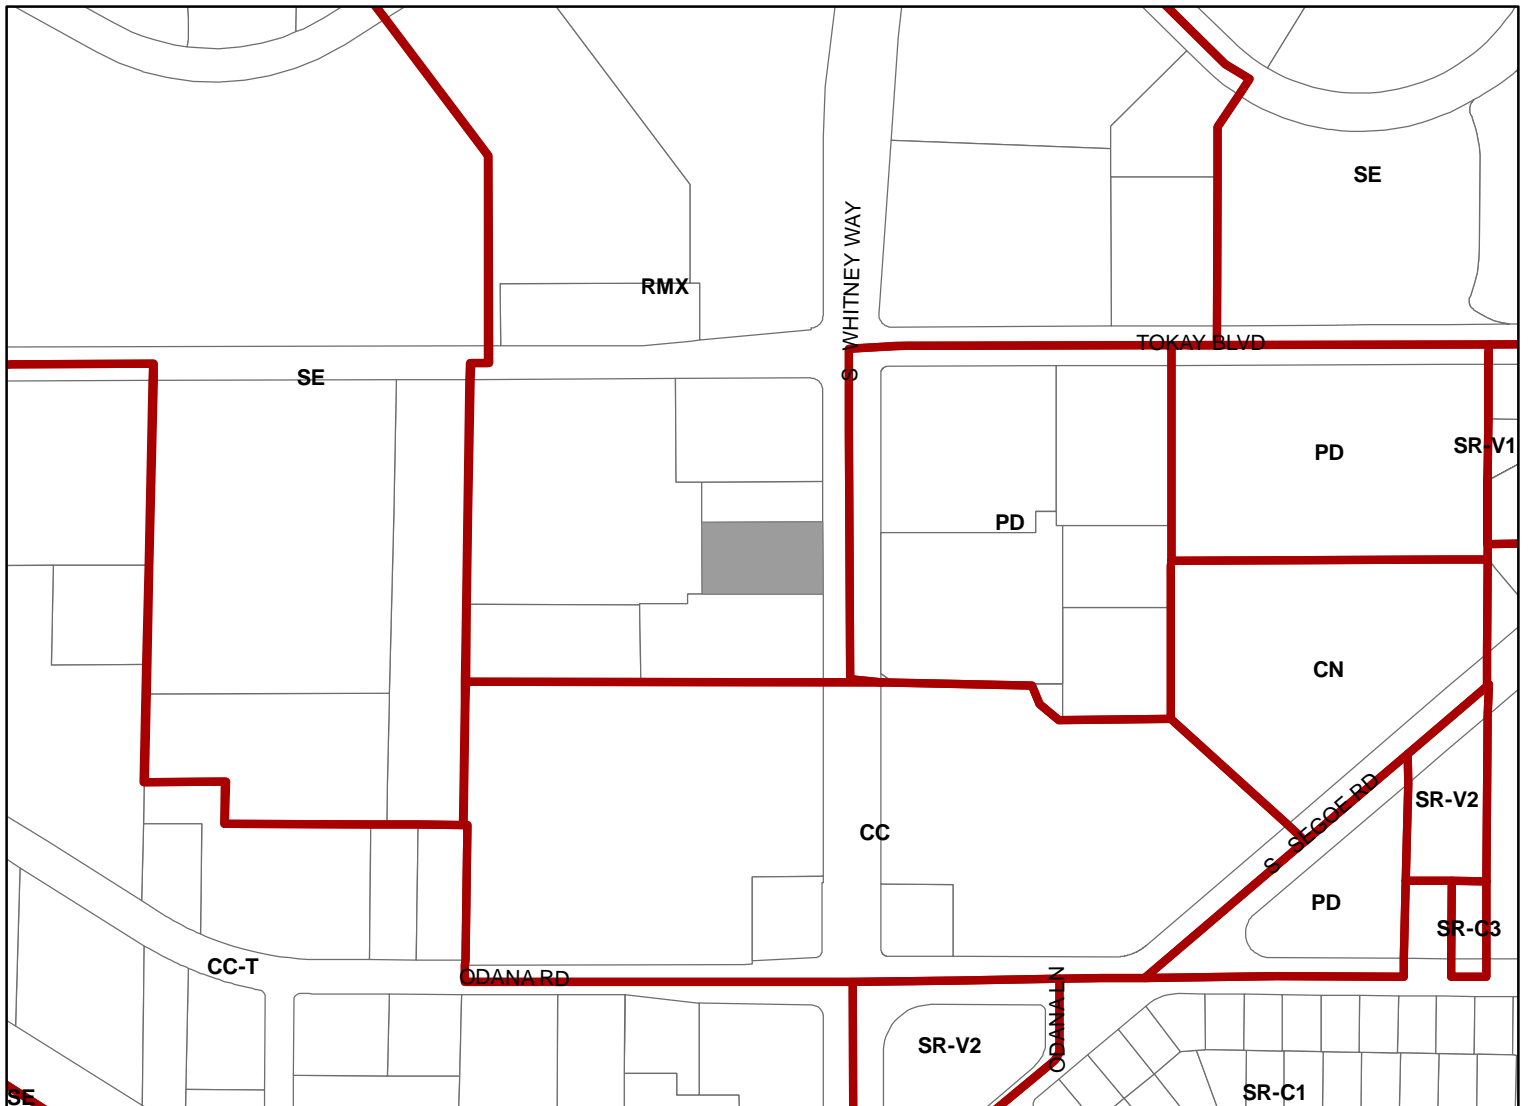 SE
RMX
S WHITNEY WAY
TOKAY BLVD
SE
SR-V1
PD
PD
CN
SR-V2
S SEGOE RD
CC
PD
SR-C3
CC-T
ODANA RD
ODANA LN
SR-V2
SR-C1
SE